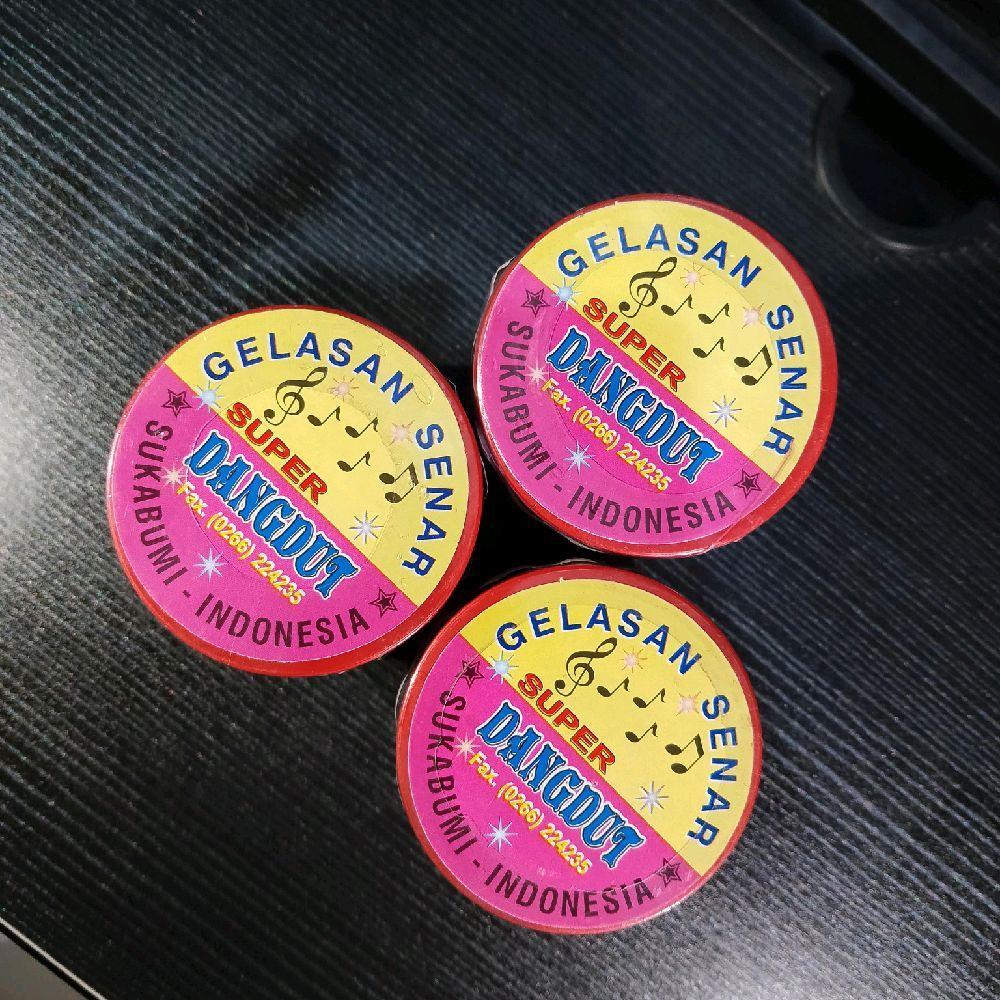 GELASAN SENAR
SUPER
DANGDUT
Fax. (0266) 224235
SUKABUMI - INDONESIA
GELASAN SENAR
SUPER
DANGDUT
Fax. (0266) 224235
SUKABUMI - INDONESIA
GELASAN SENAR
SUPER
DANGDUT
Fax. (0266) 224235
SUKABUMI - INDONESIA